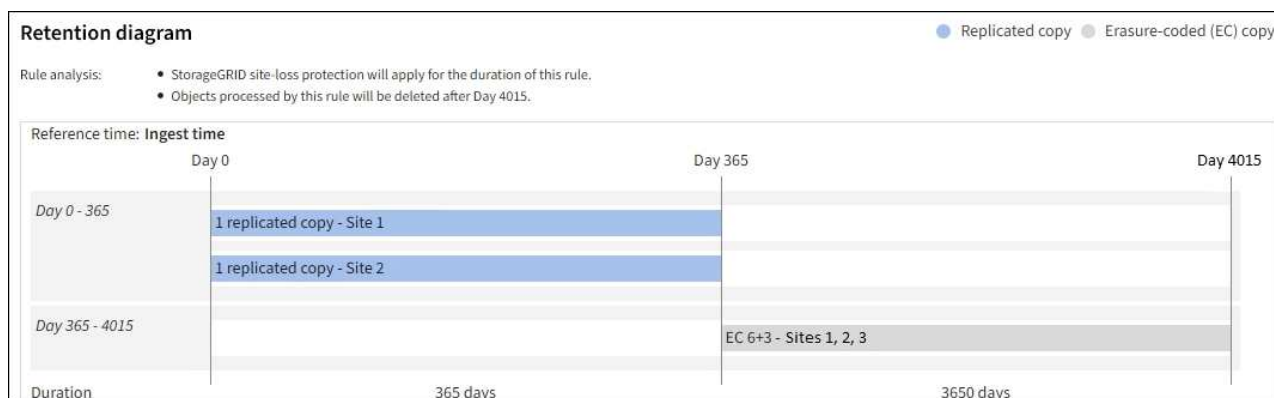 Retention diagram
Replicated copy
Erasure-coded (EC) copy
Rule analysis:
• StorageGRID site-loss protection will apply for the duration of this rule.
• Objects processed by this rule will be deleted after Day 4015.
Reference time: Ingest time
Day 0
Day 365
Day 4015
Day 0 - 365
1 replicated copy - Site 1
1 replicated copy - Site 2
Day 365 - 4015
EC 6+3 - Sites 1, 2, 3
Duration
365 days
3650 days